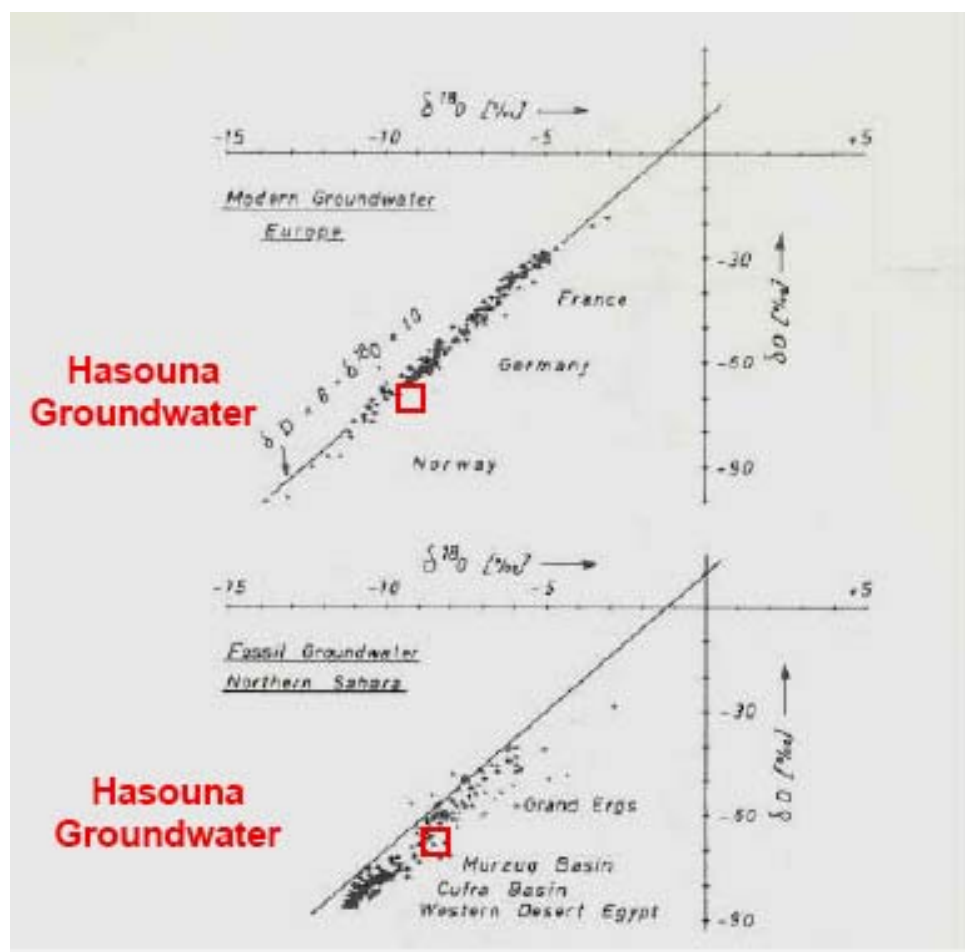 δ¹⁸O [‰] →
-15 -10 -5 +5
Modern Groundwater
Europe
-30
δD [‰] →
France
δD = 8 · δ¹⁸O + 10
-60
Germany
Hasouna
Groundwater
Norway
-90
δ¹⁸O [‰] →
-15 -10 -5 +5
Fossil Groundwater
Northern Sahara
-30
δD [‰] →
Hasouna
Groundwater
Grand Ergs
-60
Murzuq Basin
Cufra Basin
Western Desert Egypt
-90